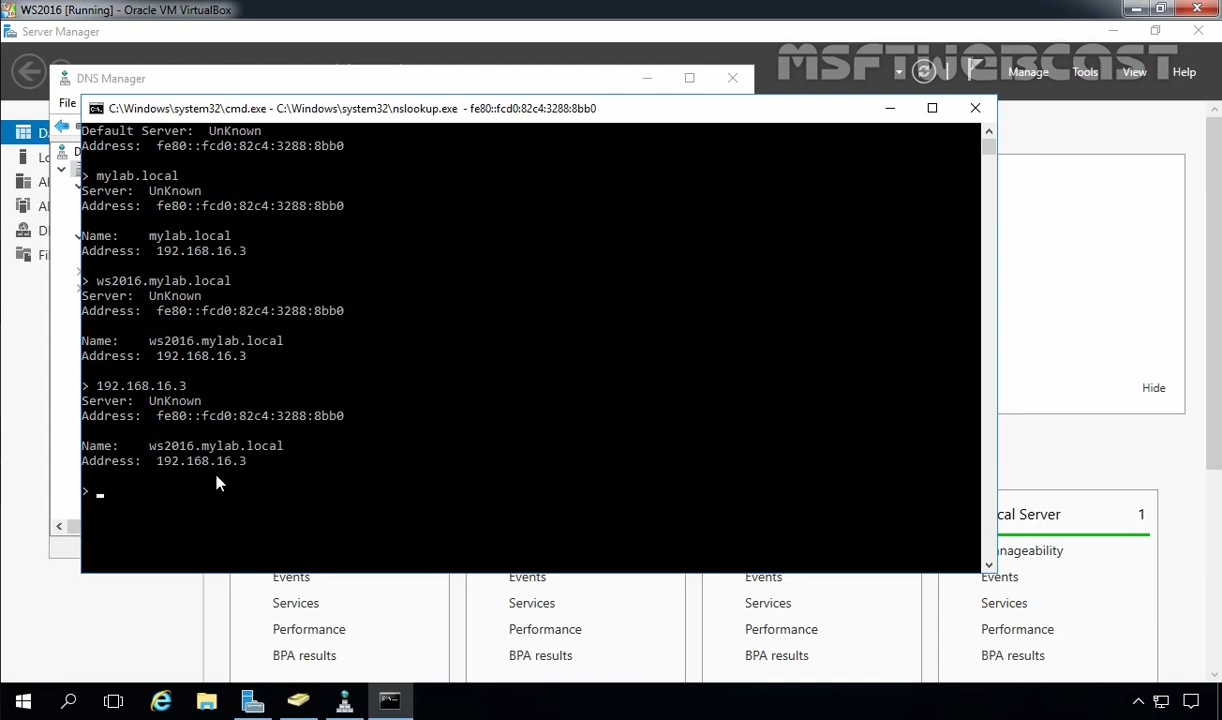 WS2016 [Running] - Oracle VM VirtualBox
Server Manager
MSFTWEBCAST
Manage Tools View Help
DNS Manager
File
C:\Windows\system32\cmd.exe - C:\Windows\system32\nslookup.exe - fe80::fcd0:82c4:3288:8bb0
Default Server:  UnKnown
Address:  fe80::fcd0:82c4:3288:8bb0
> mylab.local
Server:  UnKnown
Address:  fe80::fcd0:82c4:3288:8bb0
Name:    mylab.local
Address:  192.168.16.3
> ws2016.mylab.local
Server:  UnKnown
Address:  fe80::fcd0:82c4:3288:8bb0
Name:    ws2016.mylab.local
Address:  192.168.16.3
> 192.168.16.3
Server:  UnKnown
Address:  fe80::fcd0:82c4:3288:8bb0
Name:    ws2016.mylab.local
Address:  192.168.16.3
>
Hide
cal Server 1
anageability
Events Events Events Events
Services Services Services Services
Performance Performance Performance Performance
BPA results BPA results BPA results BPA results